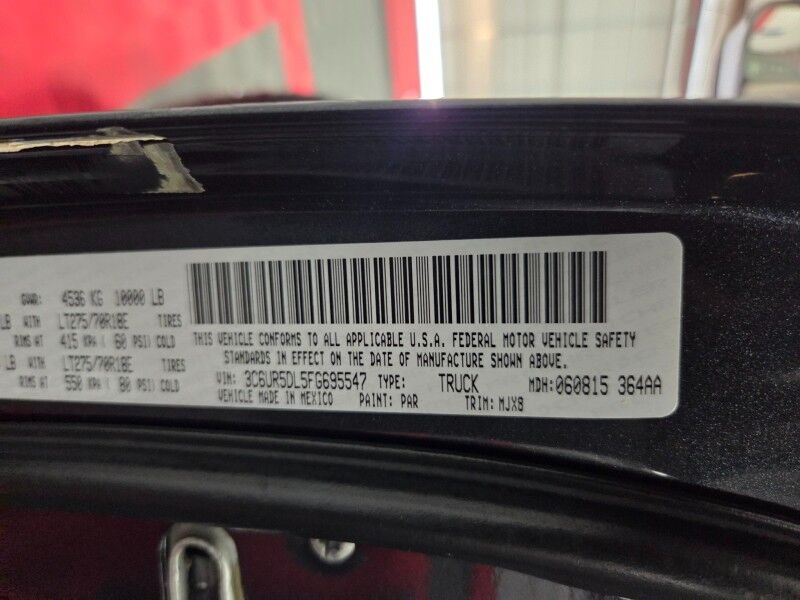 GVWR: 4536 KG 10000 LB
LB WITH LT275/70R18E TIRES
RIMS AT 415 KPA ( 60 PSI) COLD
LB WITH LT275/70R18E TIRES
RIMS AT 550 KPA ( 80 PSI) COLD
THIS VEHICLE CONFORMS TO ALL APPLICABLE U.S.A. FEDERAL MOTOR VEHICLE SAFETY
STANDARDS IN EFFECT ON THE DATE OF MANUFACTURE SHOWN ABOVE.
VIN: 3C6UR5DL5FG695547 TYPE: TRUCK MDH: 060815 364AA
VEHICLE MADE IN MEXICO PAINT: PAR TRIM: MJX8